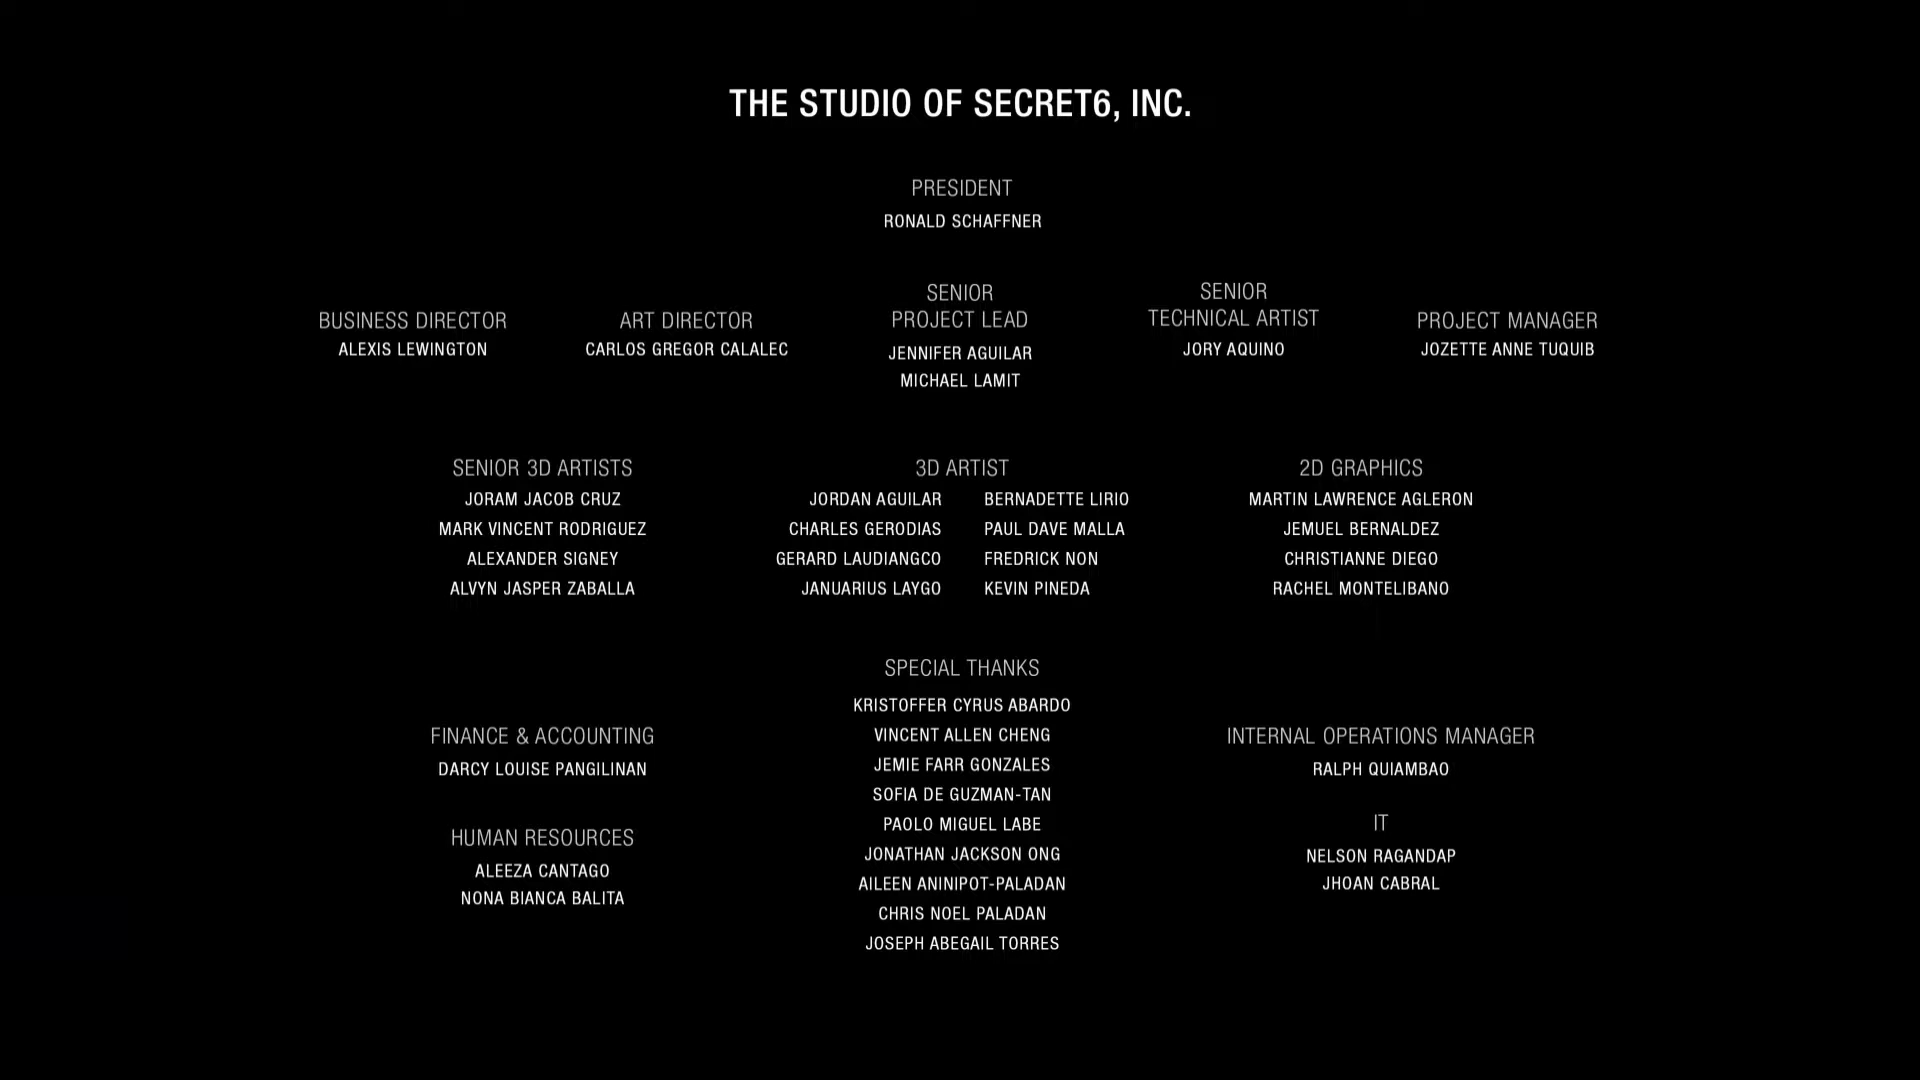 THE STUDIO OF SECRET6, INC.
PRESIDENT
RONALD SCHAFFNER
BUSINESS DIRECTOR
ALEXIS LEWINGTON
ART DIRECTOR
CARLOS GREGOR CALALEC
SENIOR
PROJECT LEAD
JENNIFER AGUILAR
MICHAEL LAMIT
SENIOR
TECHNICAL ARTIST
JORY AQUINO
PROJECT MANAGER
JOZETTE ANNE TUQUIB
SENIOR 3D ARTISTS
JORAM JACOB CRUZ
MARK VINCENT RODRIGUEZ
ALEXANDER SIGNEY
ALVYN JASPER ZABALLA
3D ARTIST
JORDAN AGUILAR
CHARLES GERODIAS
GERARD LAUDIANGCO
JANUARIUS LAYGO
BERNADETTE LIRIO
PAUL DAVE MALLA
FREDRICK NON
KEVIN PINEDA
2D GRAPHICS
MARTIN LAWRENCE AGLERON
JEMUEL BERNALDEZ
CHRISTIANNE DIEGO
RACHEL MONTELIBANO
FINANCE & ACCOUNTING
DARCY LOUISE PANGILINAN
HUMAN RESOURCES
ALEEZA CANTAGO
NONA BIANCA BALITA
SPECIAL THANKS
KRISTOFFER CYRUS ABARDO
VINCENT ALLEN CHENG
JEMIE FARR GONZALES
SOFIA DE GUZMAN-TAN
PAOLO MIGUEL LABE
JONATHAN JACKSON ONG
AILEEN ANINIPOT-PALADAN
CHRIS NOEL PALADAN
JOSEPH ABEGAIL TORRES
INTERNAL OPERATIONS MANAGER
RALPH QUIAMBAO
IT
NELSON RAGANDAP
JHOAN CABRAL